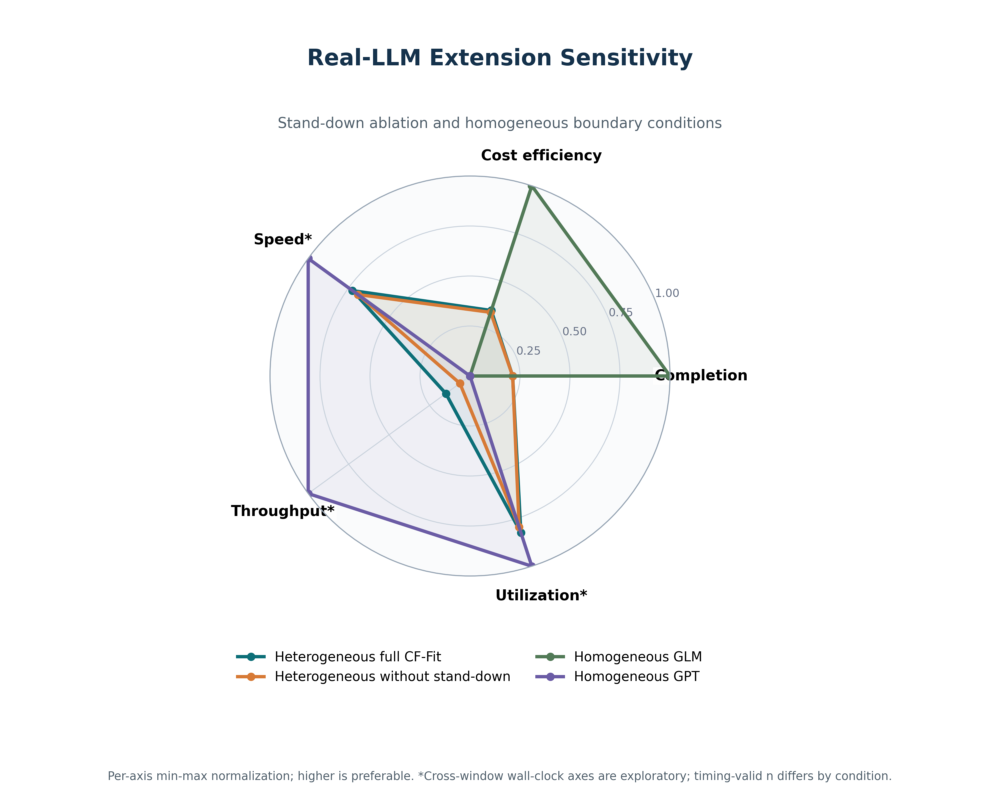 Real-LLM Extension Sensitivity
Stand-down ablation and homogeneous boundary conditions
Cost efficiency
Speed*
1.00
0.75
0.50
0.25
Completion
Throughput*
Utilization*
Heterogeneous full CF-Fit
Homogeneous GLM
Heterogeneous without stand-down
Homogeneous GPT
Per-axis min-max normalization; higher is preferable. *Cross-window wall-clock axes are exploratory; timing-valid n differs by condition.